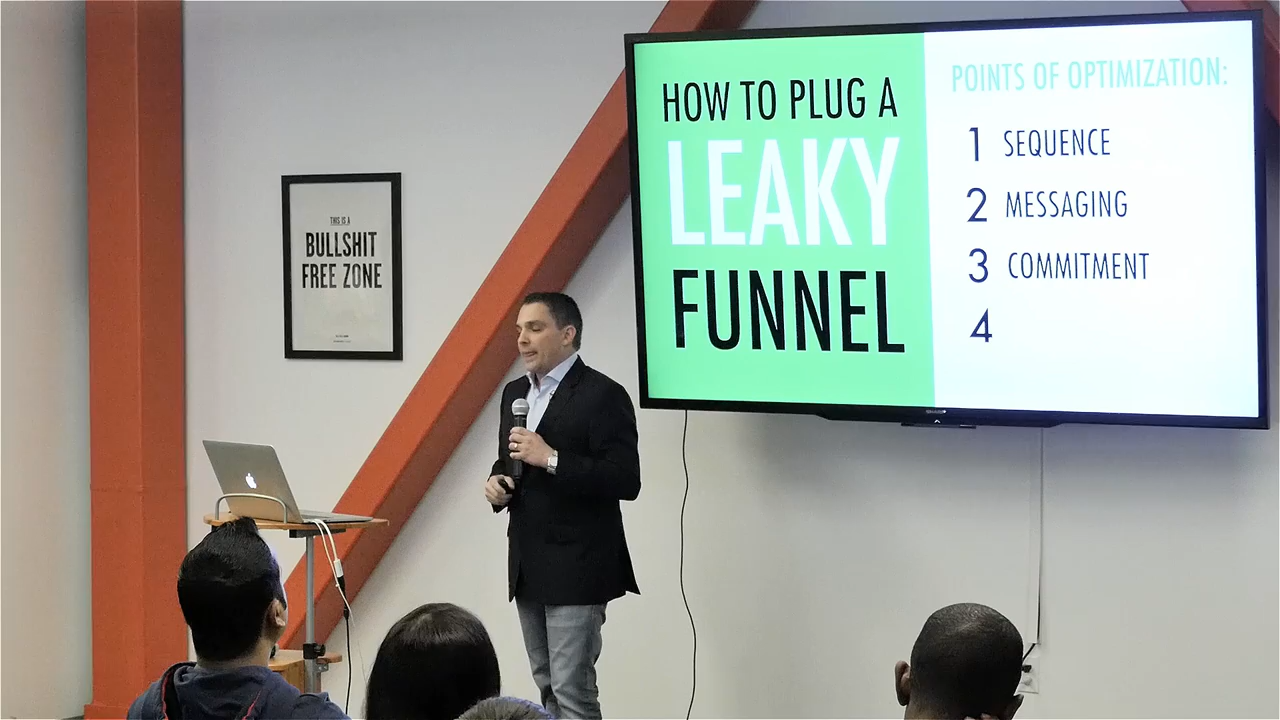 THIS IS A
BULLSHIT
FREE ZONE
HOW TO PLUG A
LEAKY
FUNNEL
POINTS OF OPTIMIZATION:
1 SEQUENCE
2 MESSAGING
3 COMMITMENT
4
SHARP